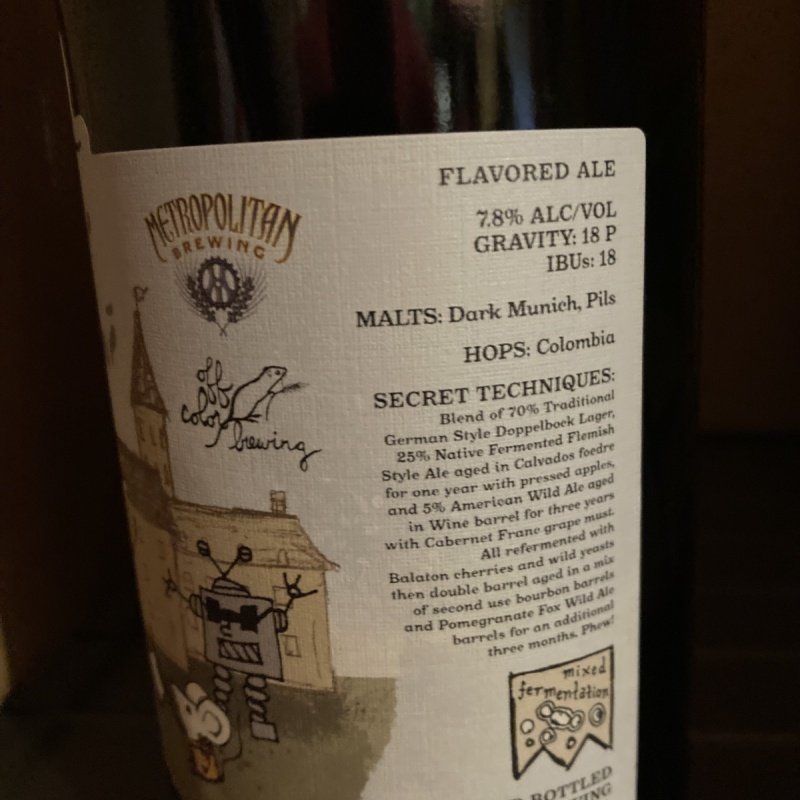 METROPOLITAN
BREWING
off
color
brewing
FLAVORED ALE
7.8% ALC/VOL
GRAVITY: 18 P
IBUs: 18
MALTS: Dark Munich, Pils
HOPS: Colombia
SECRET TECHNIQUES:
Blend of 70% Traditional
German Style Doppelbock Lager,
25% Native Fermented Flemish
Style Ale aged in Calvados foedre
for one year with pressed apples,
and 5% American Wild Ale aged
in Wine barrel for three years
with Cabernet Franc grape must.
All refermented with
Balaton cherries and wild yeasts
then double barrel aged in a mix
of second use bourbon barrels
and Pomegranate Fox Wild Ale
barrels for an additional
three months. Phew!
mixed
fermentation
BOTTLED